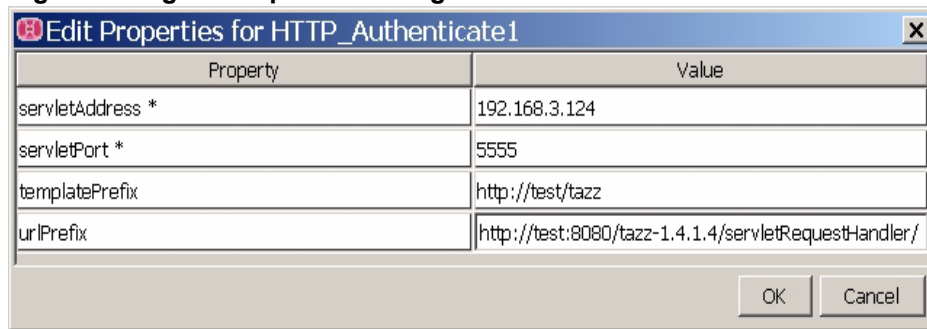 Edit Properties for HTTP_Authenticate1
Property Value
servletAddress * 192.168.3.124
servletPort * 5555
templatePrefix http://test/tazz
urlPrefix http://test:8080/tazz-1.4.1.4/servletRequestHandler/
OK Cancel